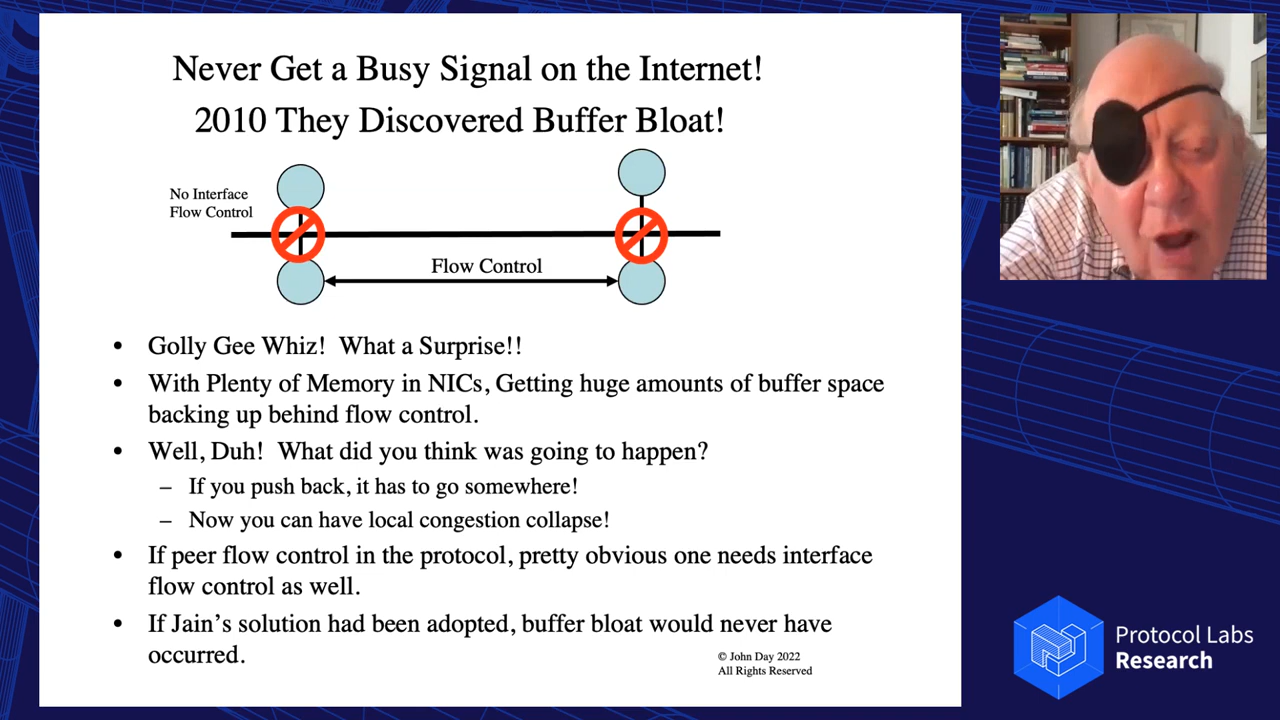 Never Get a Busy Signal on the Internet!
2010 They Discovered Buffer Bloat!
No Interface
Flow Control
Flow Control
• Golly Gee Whiz! What a Surprise!!
• With Plenty of Memory in NICs, Getting huge amounts of buffer space
backing up behind flow control.
• Well, Duh! What did you think was going to happen?
– If you push back, it has to go somewhere!
– Now you can have local congestion collapse!
• If peer flow control in the protocol, pretty obvious one needs interface
flow control as well.
• If Jain's solution had been adopted, buffer bloat would never have
occurred.
© John Day 2022
All Rights Reserved
Protocol Labs
Research